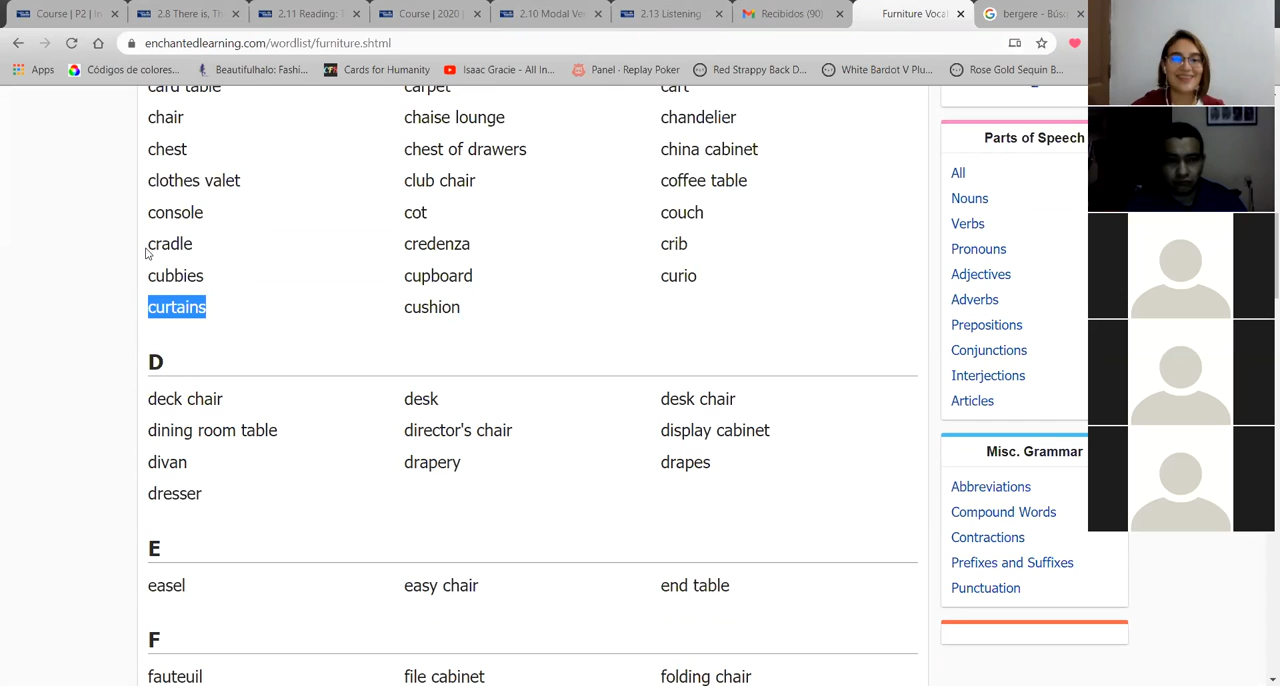 Course | P2 | In
2.8 There is, Th
2.11 Reading:
Course | 2020 |
2.10 Modal Ver
2.13 Listening
Recibidos (90)
Furniture Vocal
bergere - Búsq
enchantedlearning.com/wordlist/furniture.shtml
Apps
Códigos de colores...
Beautifulhalo: Fashi...
Cards for Humanity
Isaac Gracie - All In...
Panel · Replay Poker
Red Strappy Back D...
White Bardot V Plu...
Rose Gold Sequin B...
card table carpet cart
chair chaise lounge chandelier
chest chest of drawers china cabinet
clothes valet club chair coffee table
console cot couch
cradle credenza crib
cubbies cupboard curio
curtains cushion
D
deck chair desk desk chair
dining room table director's chair display cabinet
divan drapery drapes
dresser
E
easel easy chair end table
F
fauteuil file cabinet folding chair
Parts of Speech
All
Nouns
Verbs
Pronouns
Adjectives
Adverbs
Prepositions
Conjunctions
Interjections
Articles
Misc. Grammar
Abbreviations
Compound Words
Contractions
Prefixes and Suffixes
Punctuation